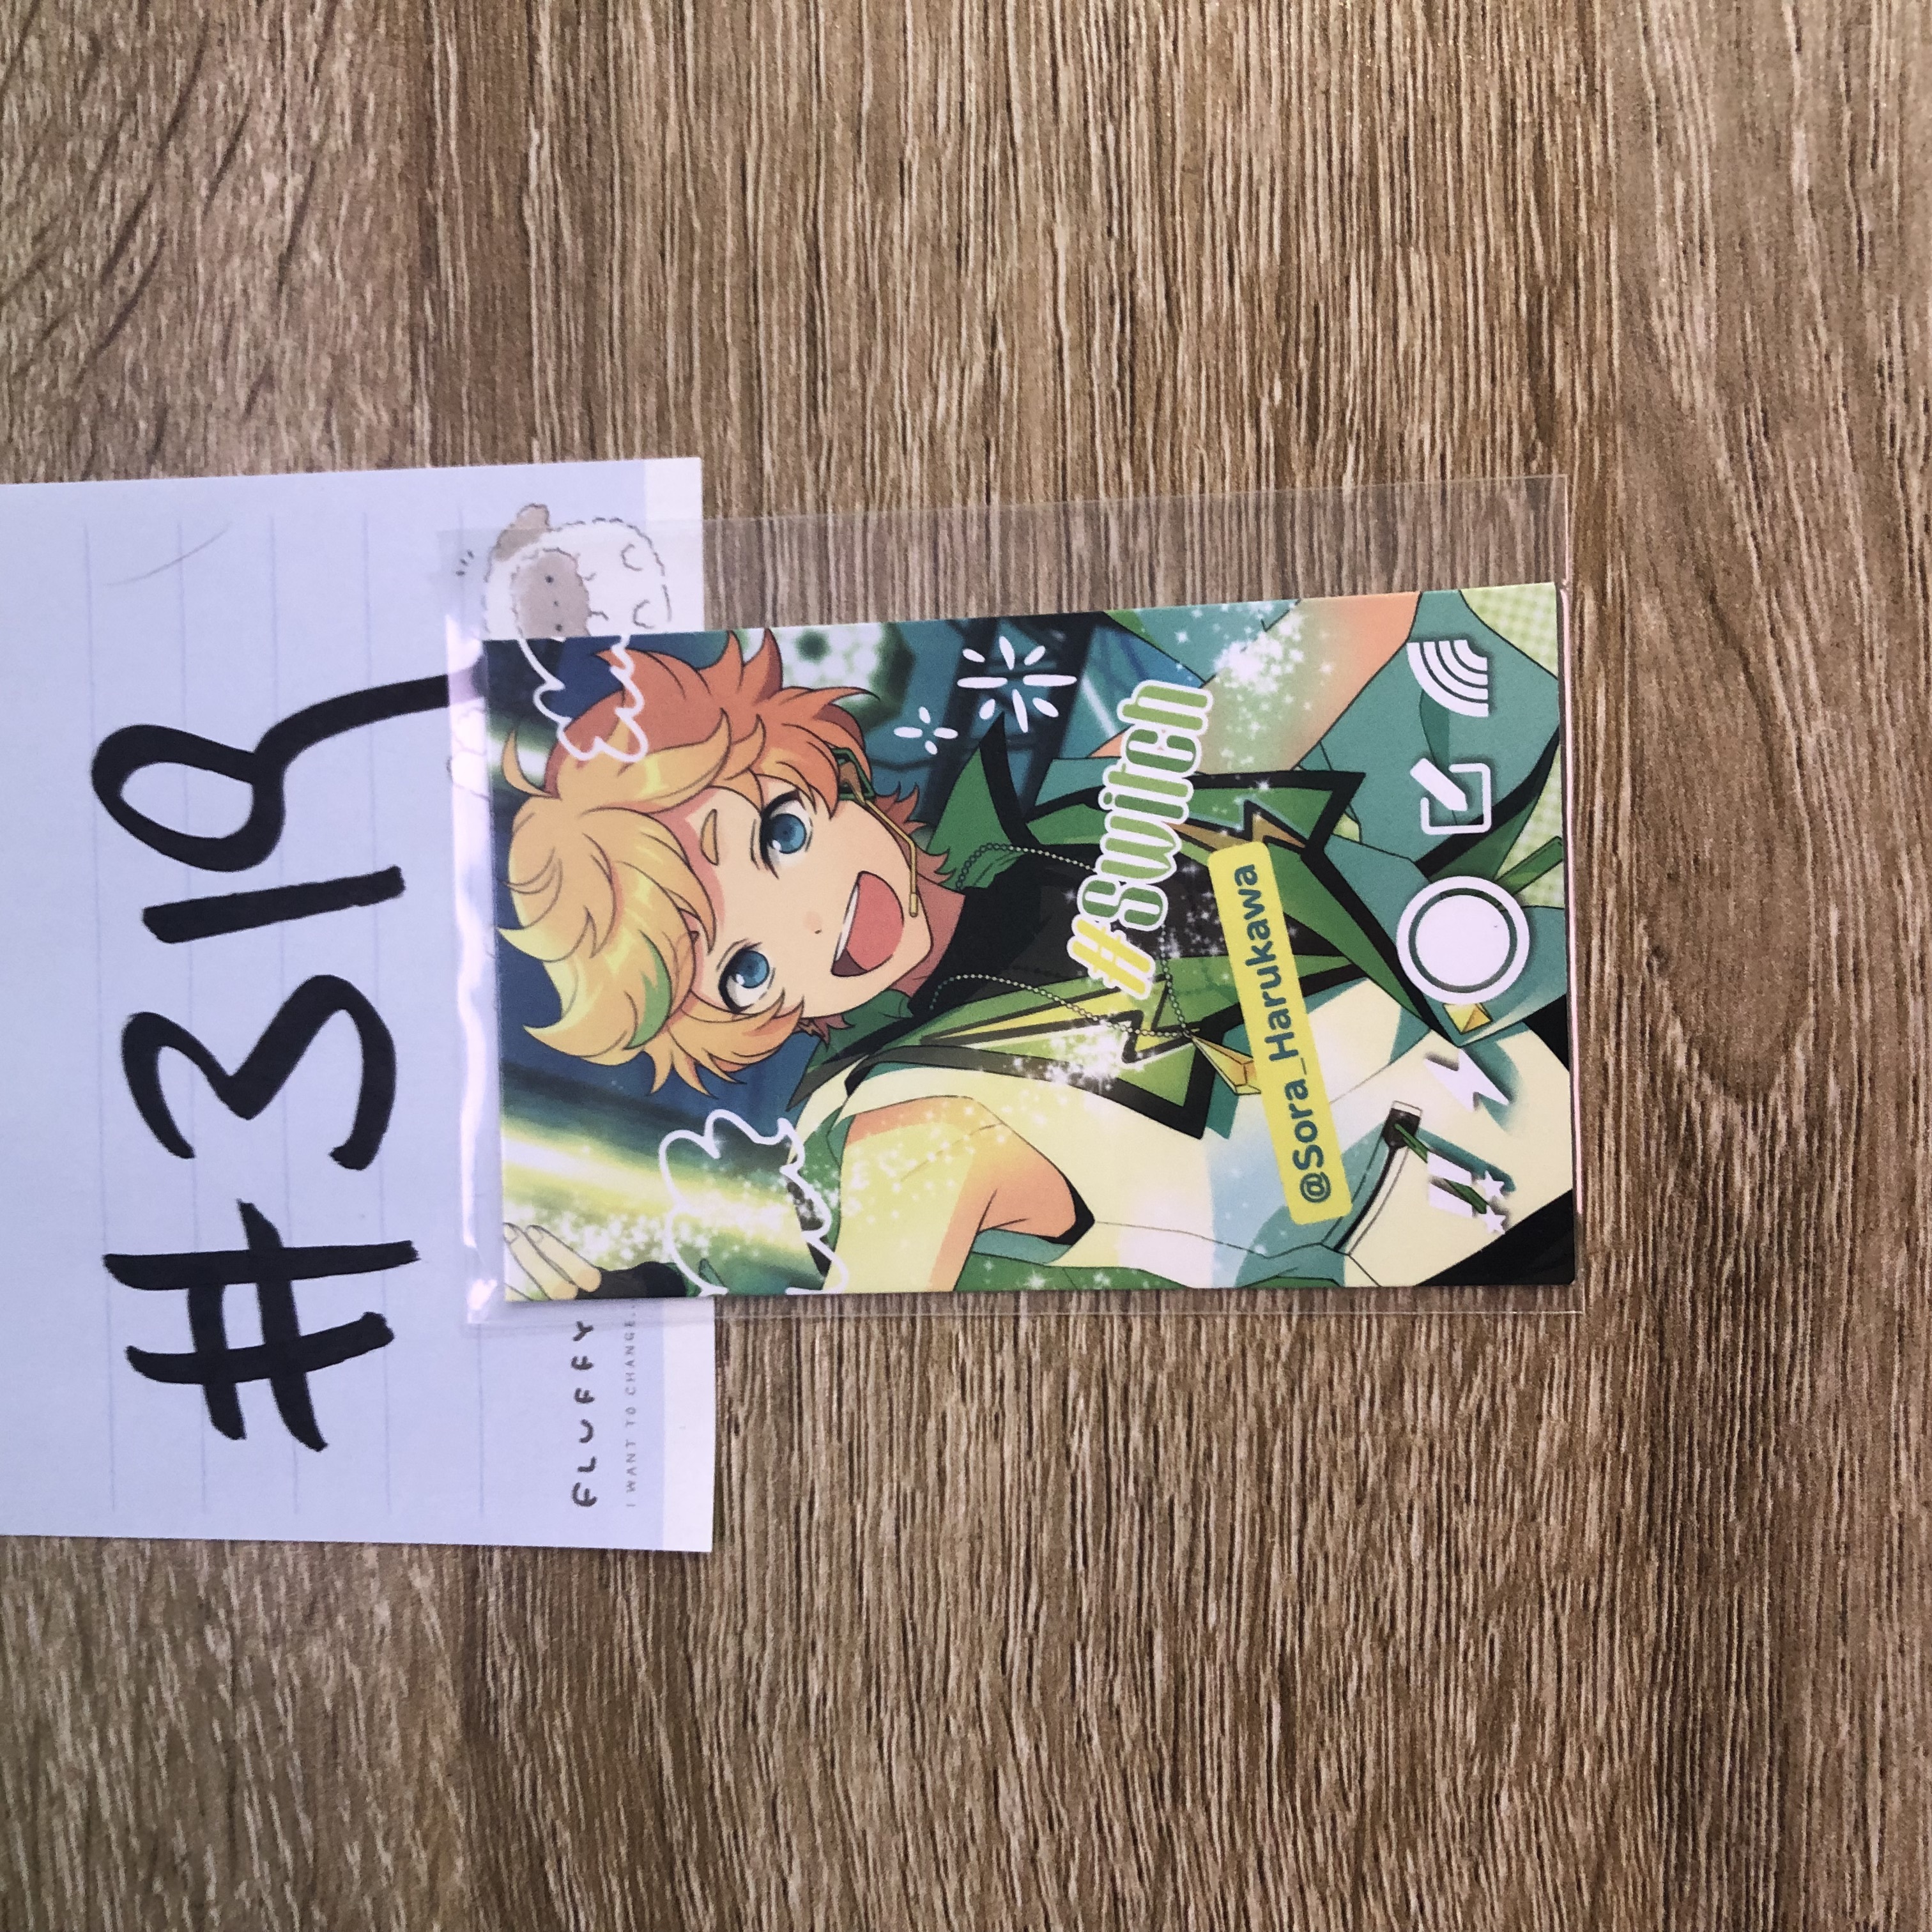 #319
FLUFFY
I WANT TO CHANGE..
#Switch
@Sora_Harukawa
!!